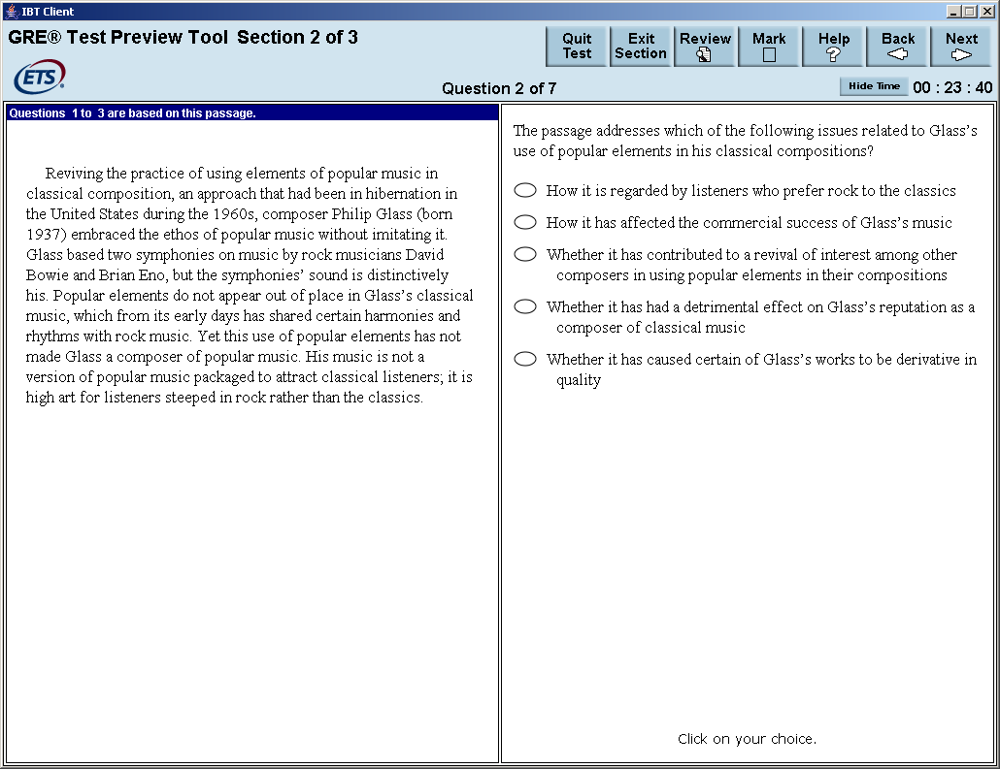 IBT Client
GRE® Test Preview Tool Section 2 of 3
Quit Test
Exit Section
Review
Mark
Help
Back
Next
ETS
Question 2 of 7
Hide Time
00 : 23 : 40
Questions 1 to 3 are based on this passage.
Reviving the practice of using elements of popular music in
classical composition, an approach that had been in hibernation in
the United States during the 1960s, composer Philip Glass (born
1937) embraced the ethos of popular music without imitating it.
Glass based two symphonies on music by rock musicians David
Bowie and Brian Eno, but the symphonies' sound is distinctively
his. Popular elements do not appear out of place in Glass's classical
music, which from its early days has shared certain harmonies and
rhythms with rock music. Yet this use of popular elements has not
made Glass a composer of popular music. His music is not a
version of popular music packaged to attract classical listeners; it is
high art for listeners steeped in rock rather than the classics.
The passage addresses which of the following issues related to Glass's
use of popular elements in his classical compositions?
How it is regarded by listeners who prefer rock to the classics
How it has affected the commercial success of Glass's music
Whether it has contributed to a revival of interest among other
composers in using popular elements in their compositions
Whether it has had a detrimental effect on Glass's reputation as a
composer of classical music
Whether it has caused certain of Glass's works to be derivative in
quality
Click on your choice.